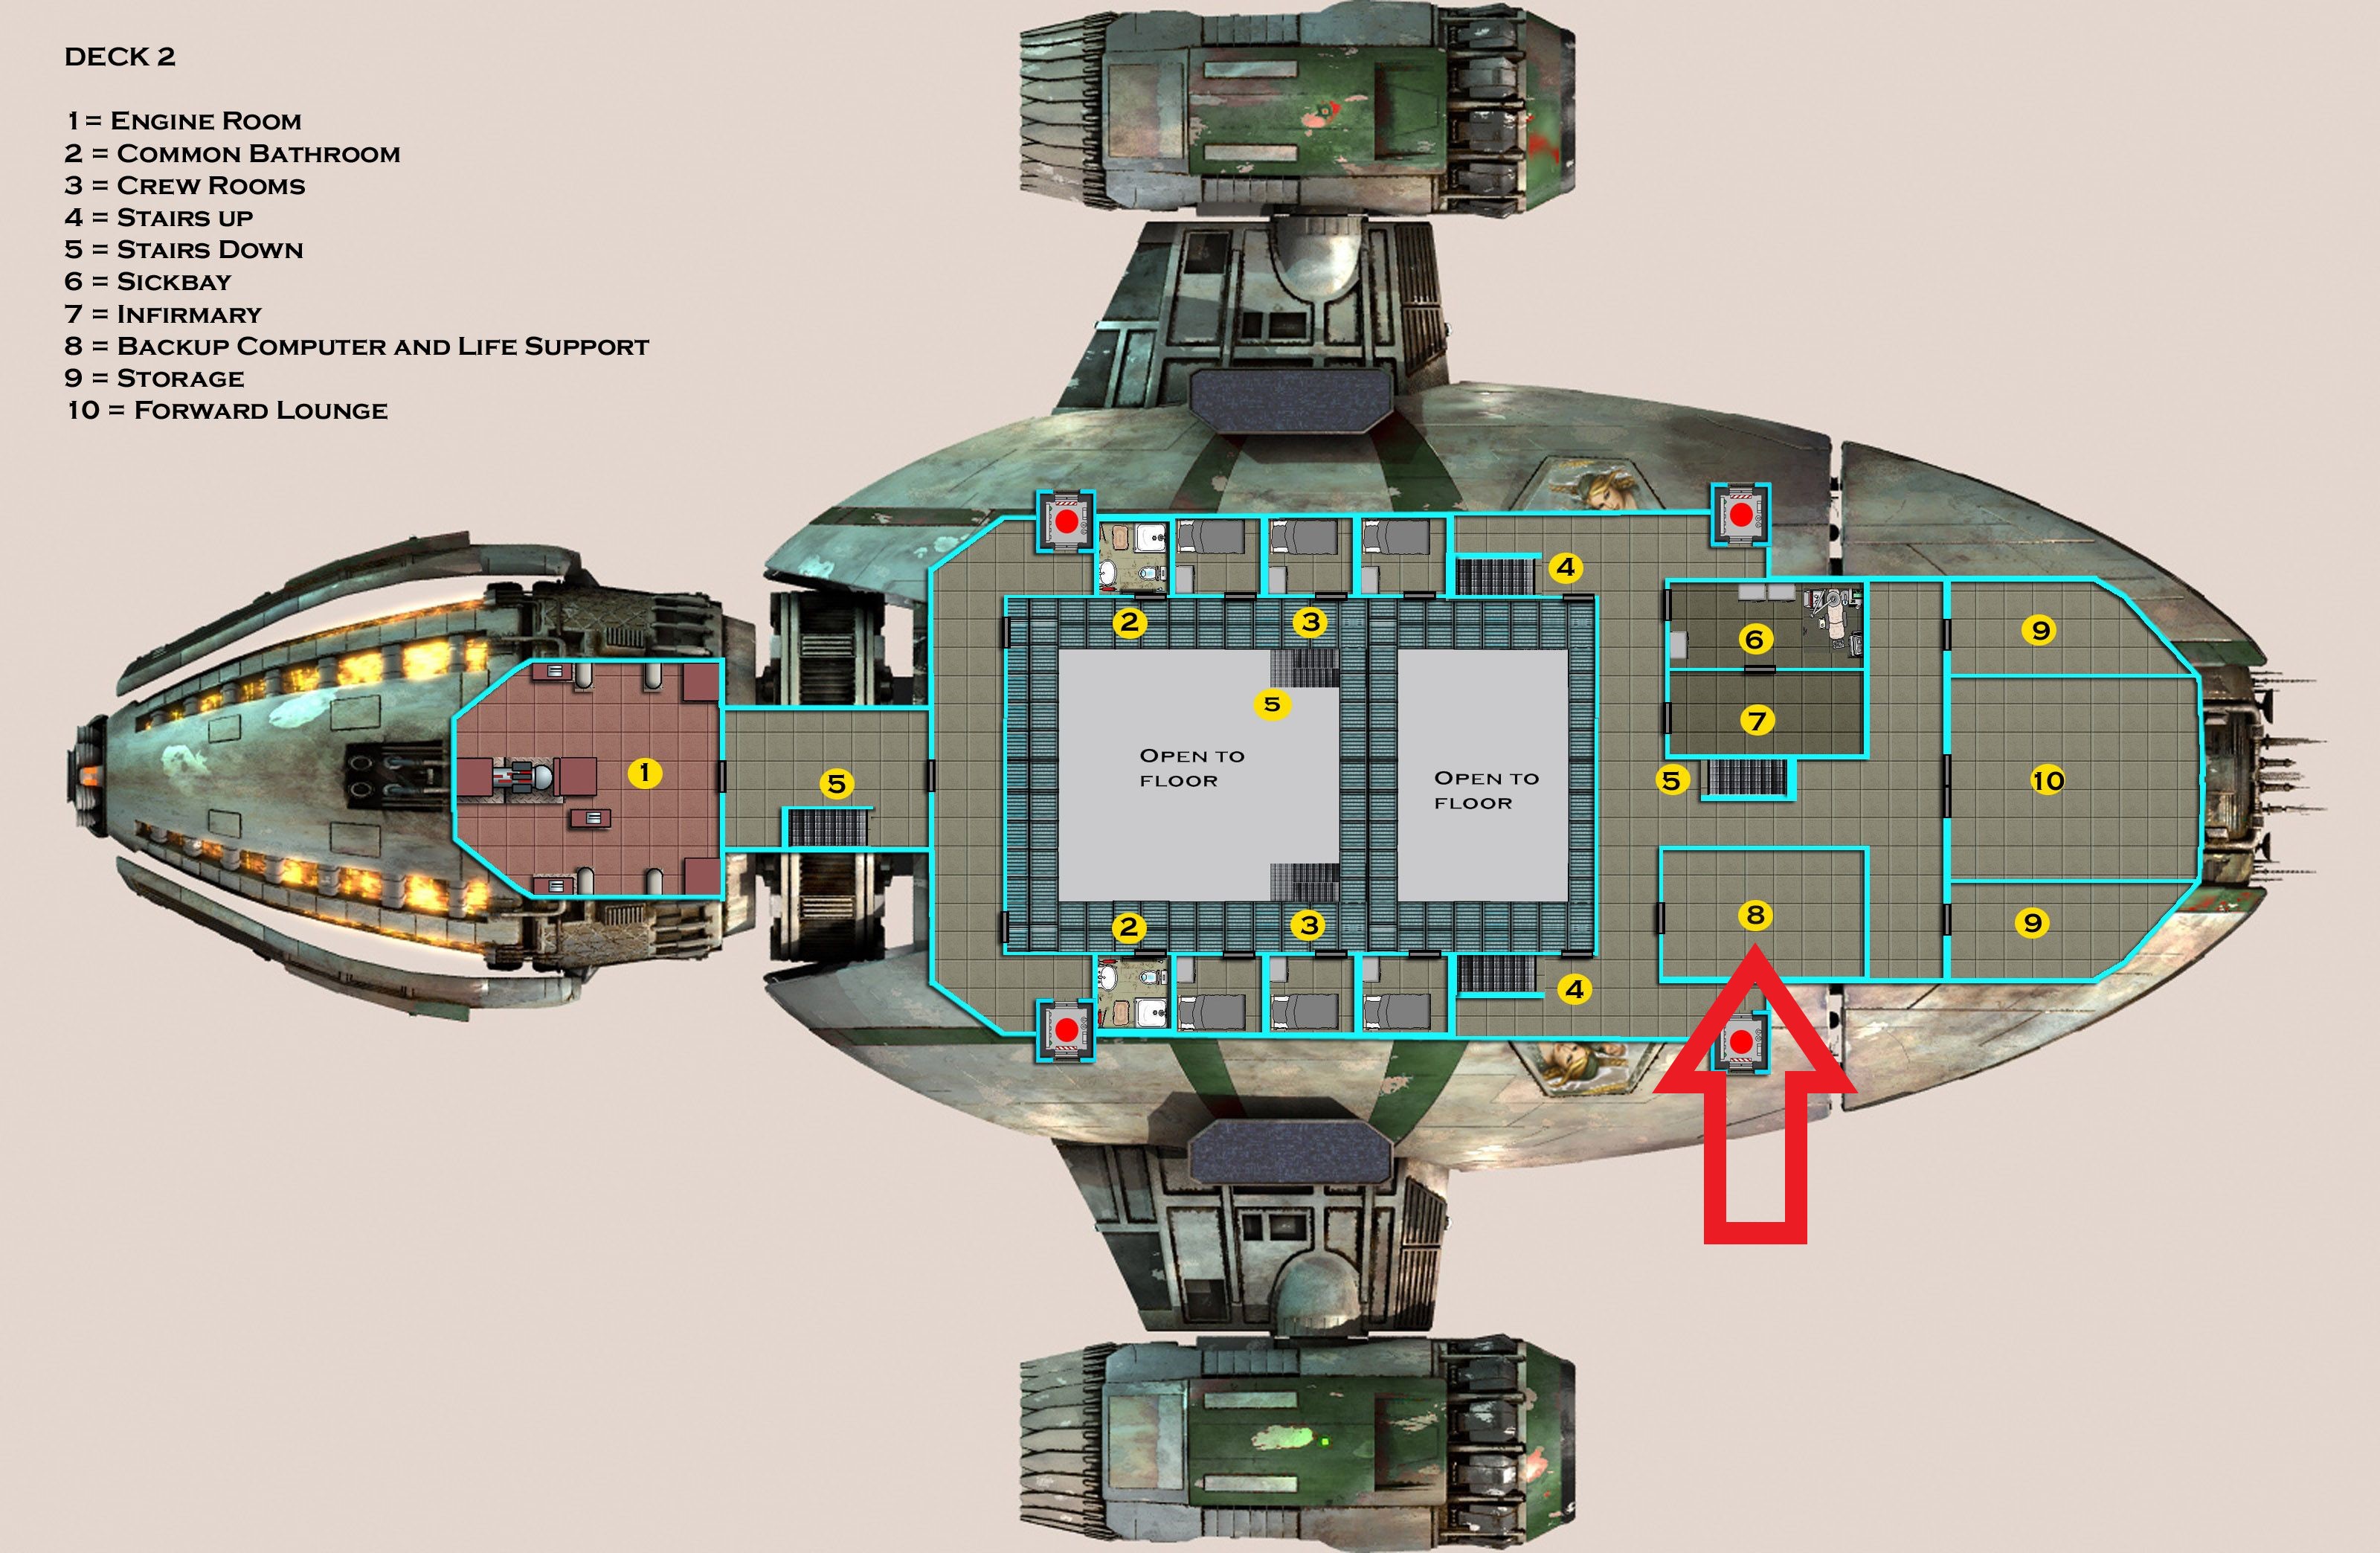 DECK 2
1= ENGINE ROOM
2 = COMMON BATHROOM
3 = CREW ROOMS
4 = STAIRS UP
5 = STAIRS DOWN
6 = SICKBAY
7 = INFIRMARY
8 = BACKUP COMPUTER AND LIFE SUPPORT
9 = STORAGE
10 = FORWARD LOUNGE
4
2
3
6
9
5
7
OPEN TO
FLOOR
OPEN TO
FLOOR
1
5
5
10
8
9
2
3
4